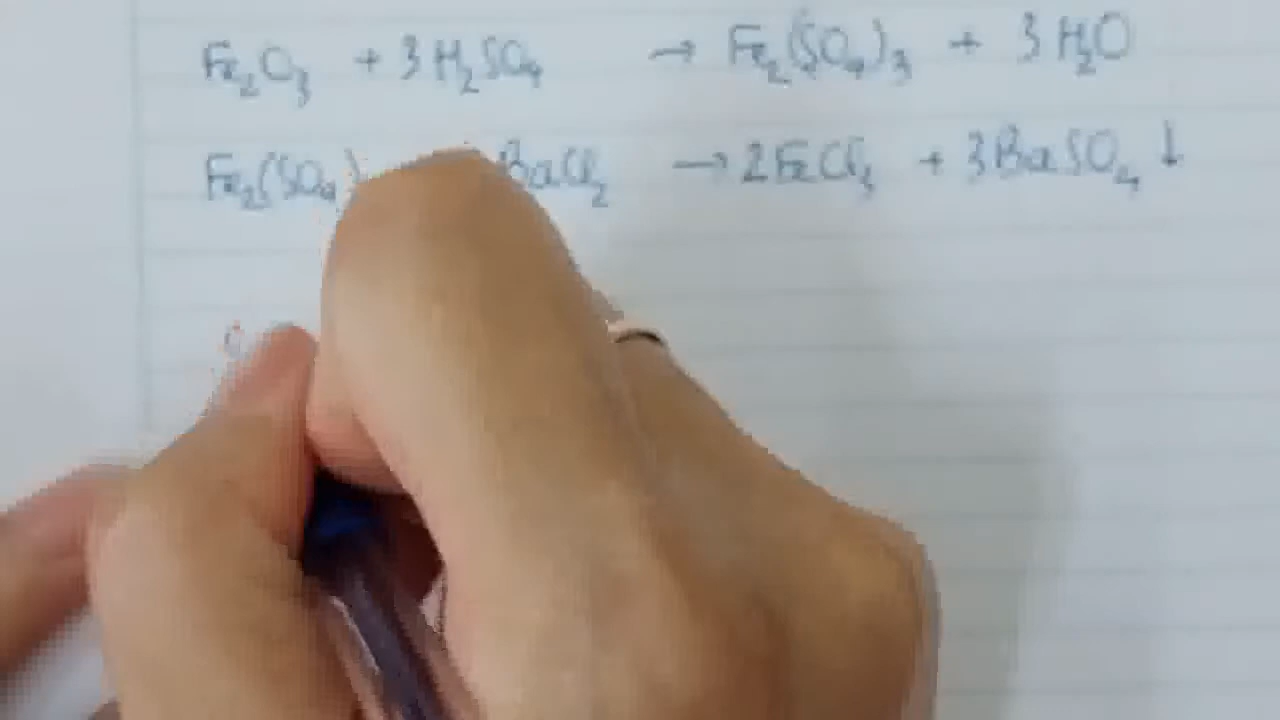 Fe₂O₃ + 3H₂SO₄ → Fe₂(SO₄)₃ + 3H₂O
Fe₂(SO₄) BaCl₂ → 2FeCl₃ + 3BaSO₄ ↓